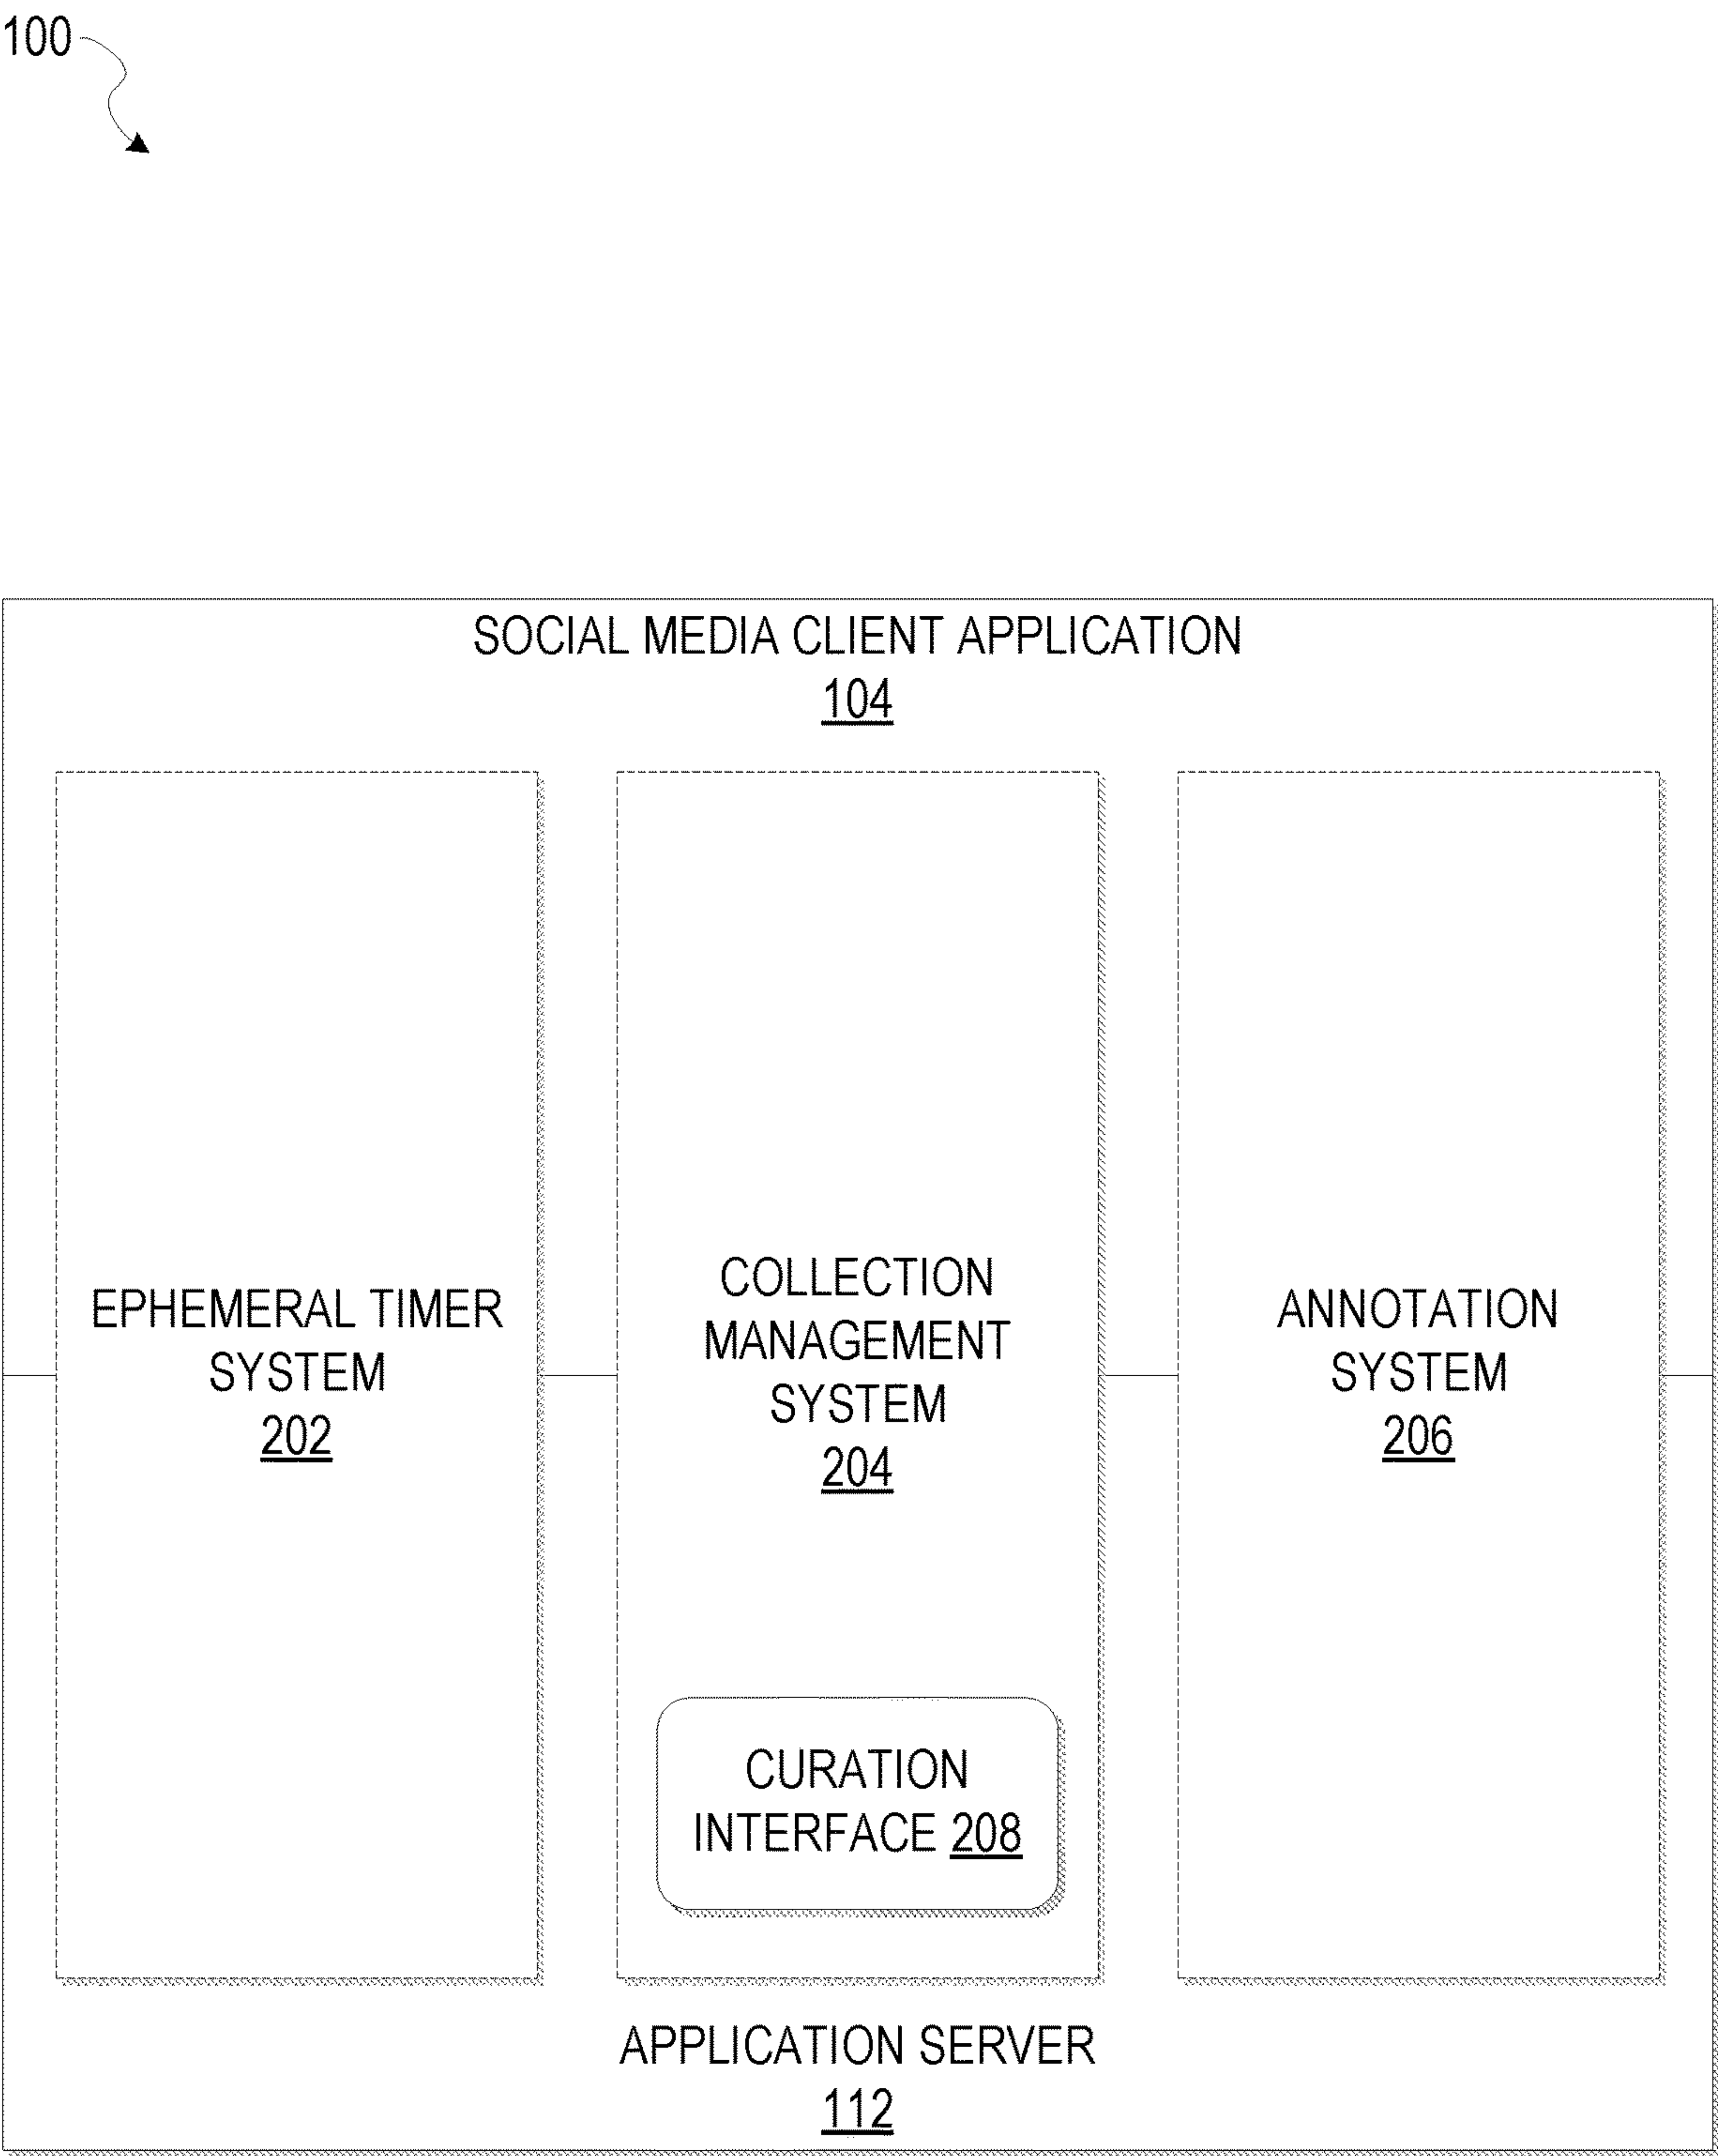 100
SOCIAL MEDIA CLIENT APPLICATION
104
EPHEMERAL TIMER
SYSTEM
202
COLLECTION
MANAGEMENT
SYSTEM
204
CURATION
INTERFACE 208
ANNOTATION
SYSTEM
206
APPLICATION SERVER
112